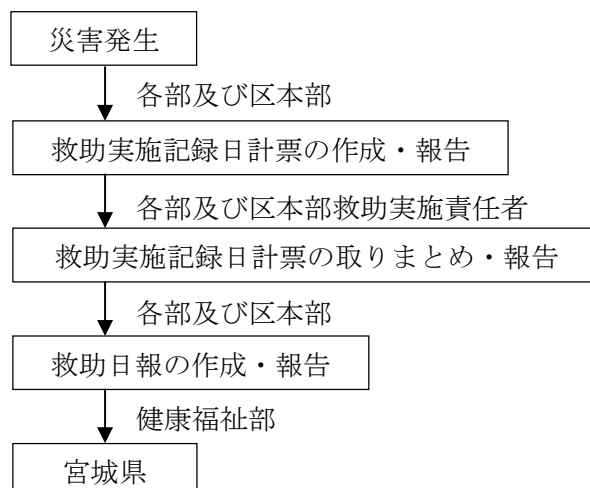 災害発生
各部及び区本部
救助実施記録日計票の作成・報告
各部及び区本部救助実施責任者
救助実施記録日計票の取りまとめ・報告
各部及び区本部
救助日報の作成・報告
健康福祉部
宮城県